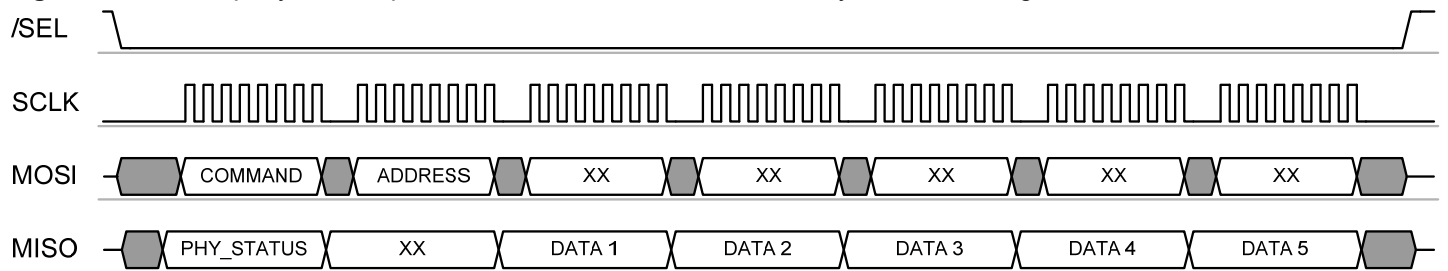 /SEL
SCLK
MOSI COMMAND ADDRESS XX XX XX XX XX
MISO PHY_STATUS XX DATA 1 DATA 2 DATA 3 DATA 4 DATA 5